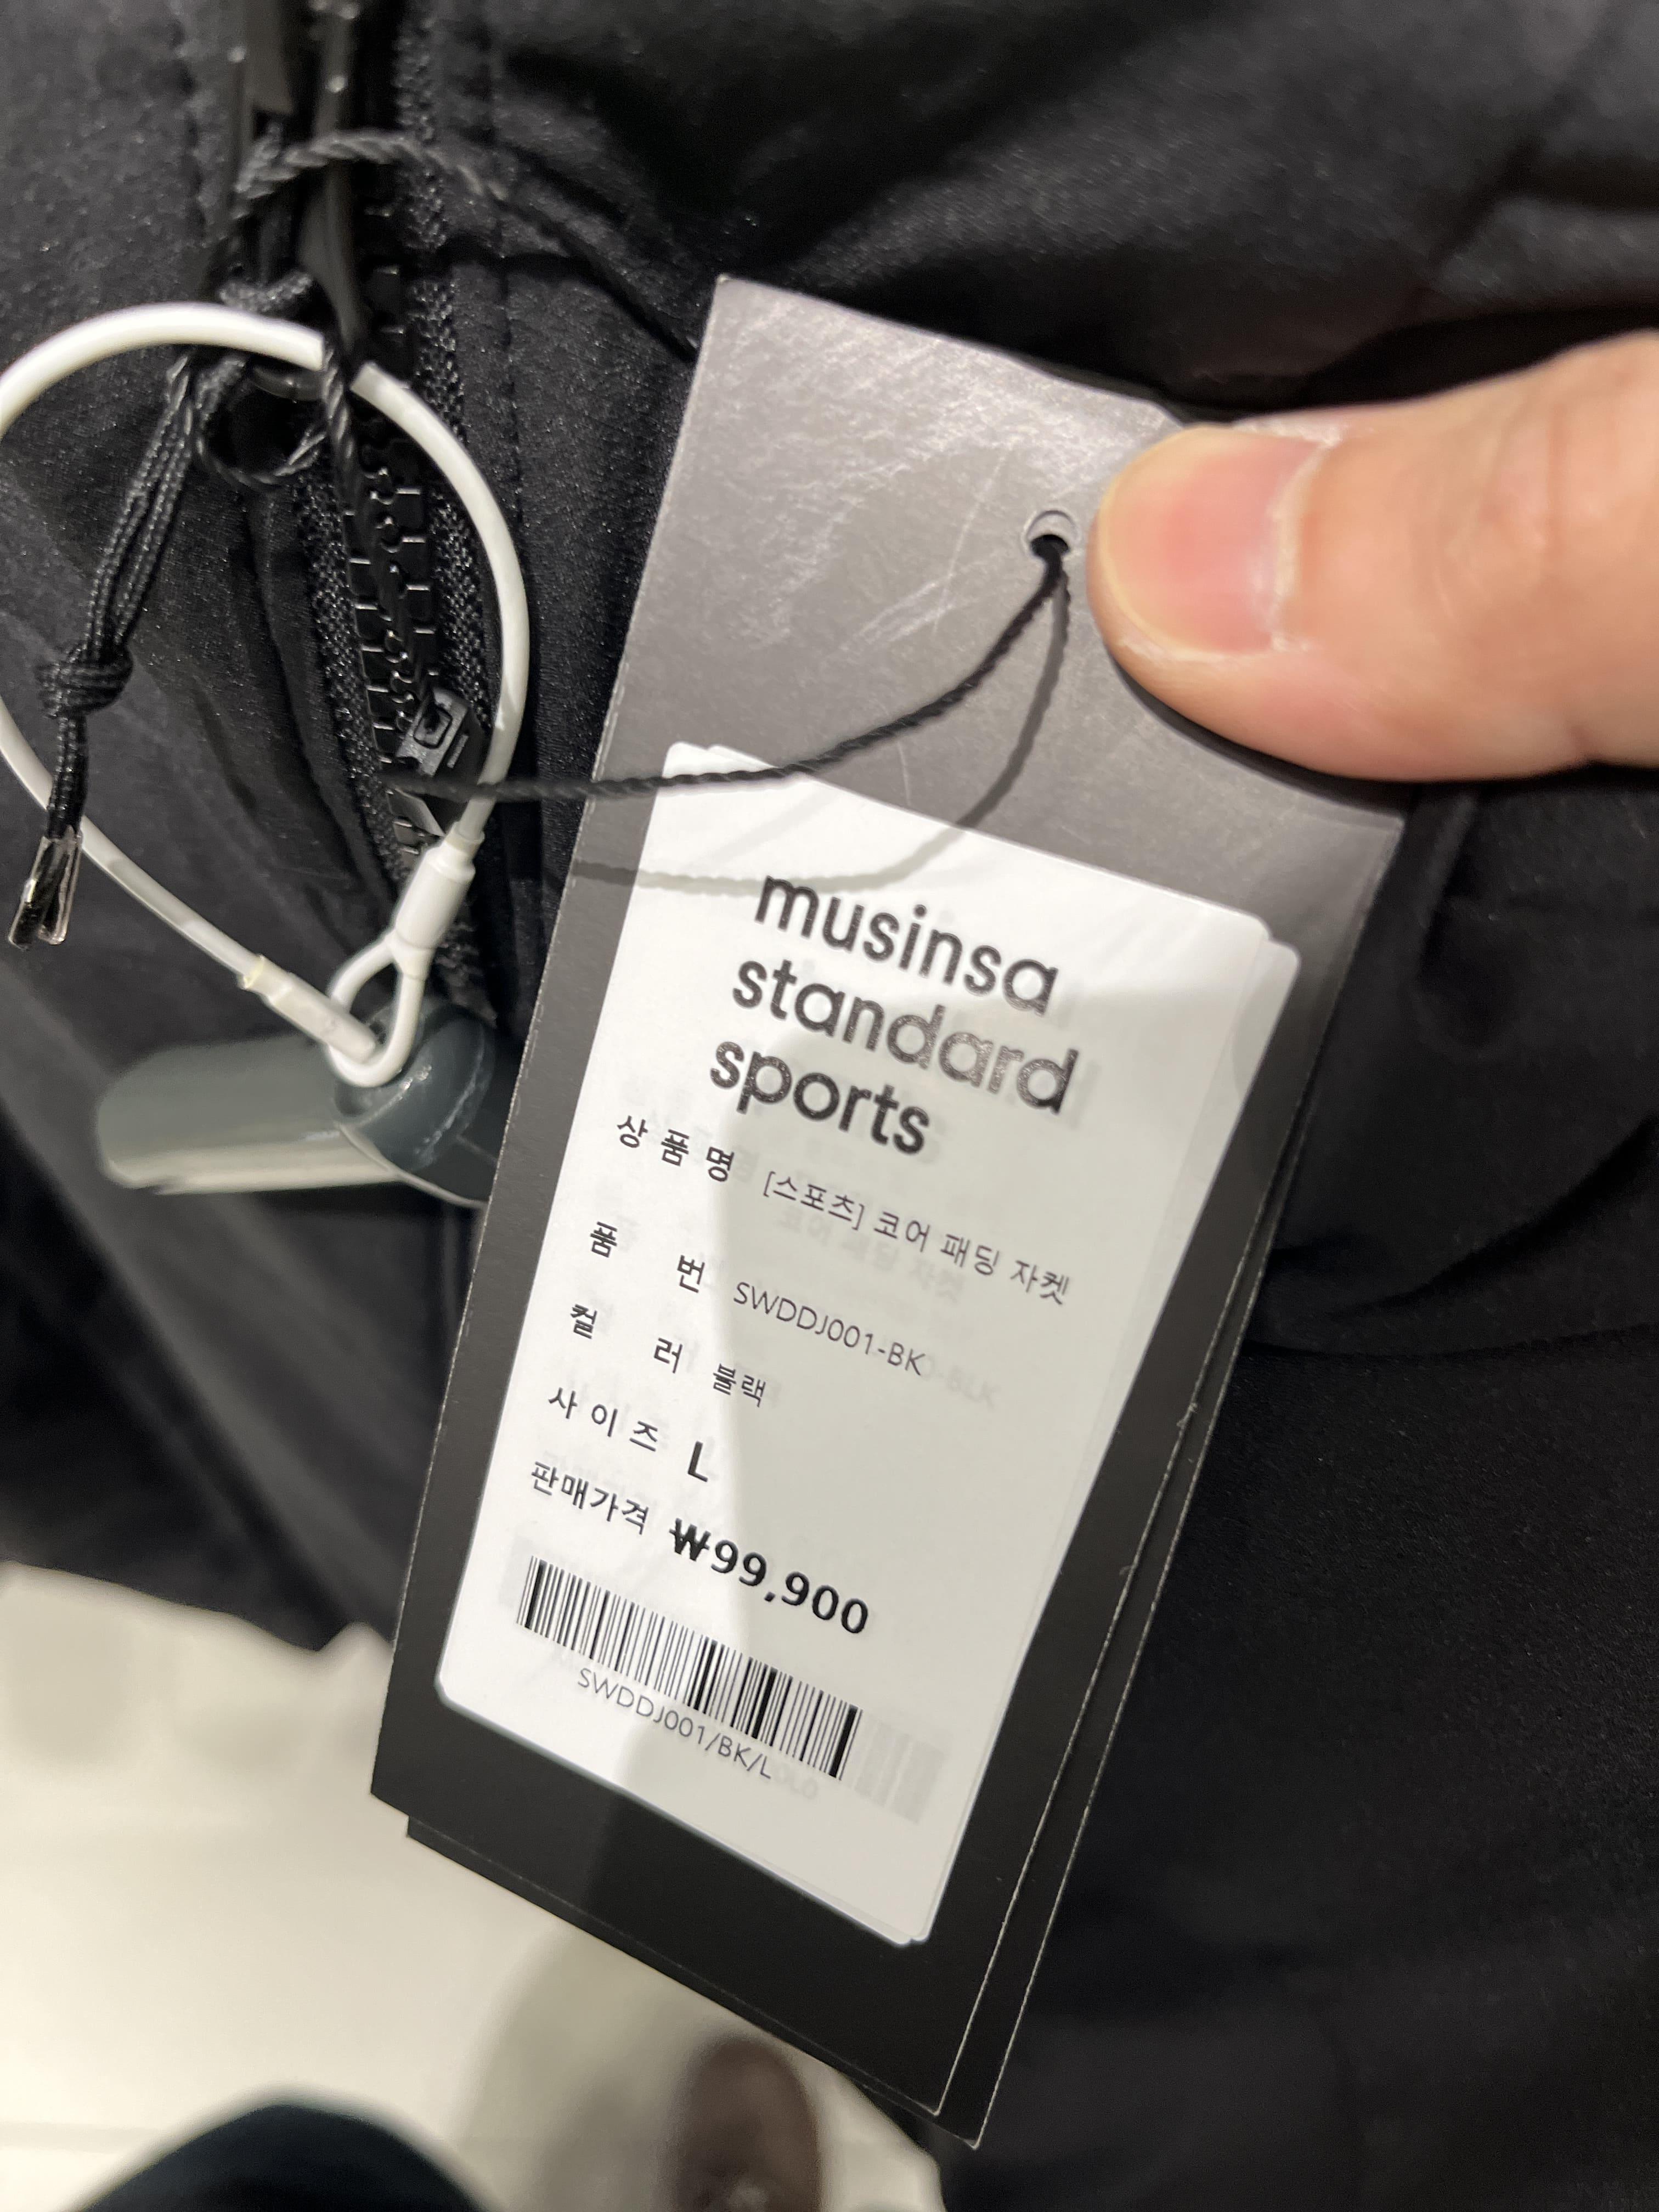 musinsa
standard
sports
상 품 명 [스포츠] 코어 패딩 자켓
품 번 SWDDJ001-BK
컬 러 블랙
사 이 즈 L
판매가격 ₩99,900
SWDDJ001/BK/L